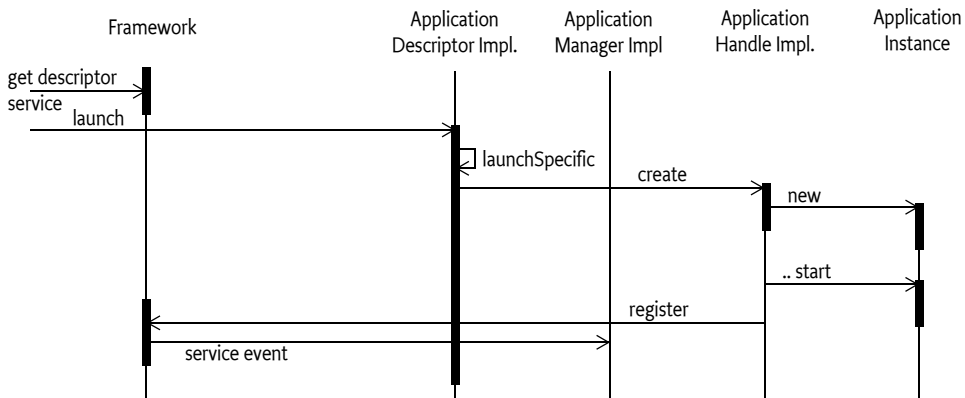 Framework
Application
Descriptor Impl.
Application
Manager Impl
Application
Handle Impl.
Application
Instance
get descriptor
service
launch
launchSpecific
create
new
.. start
register
service event